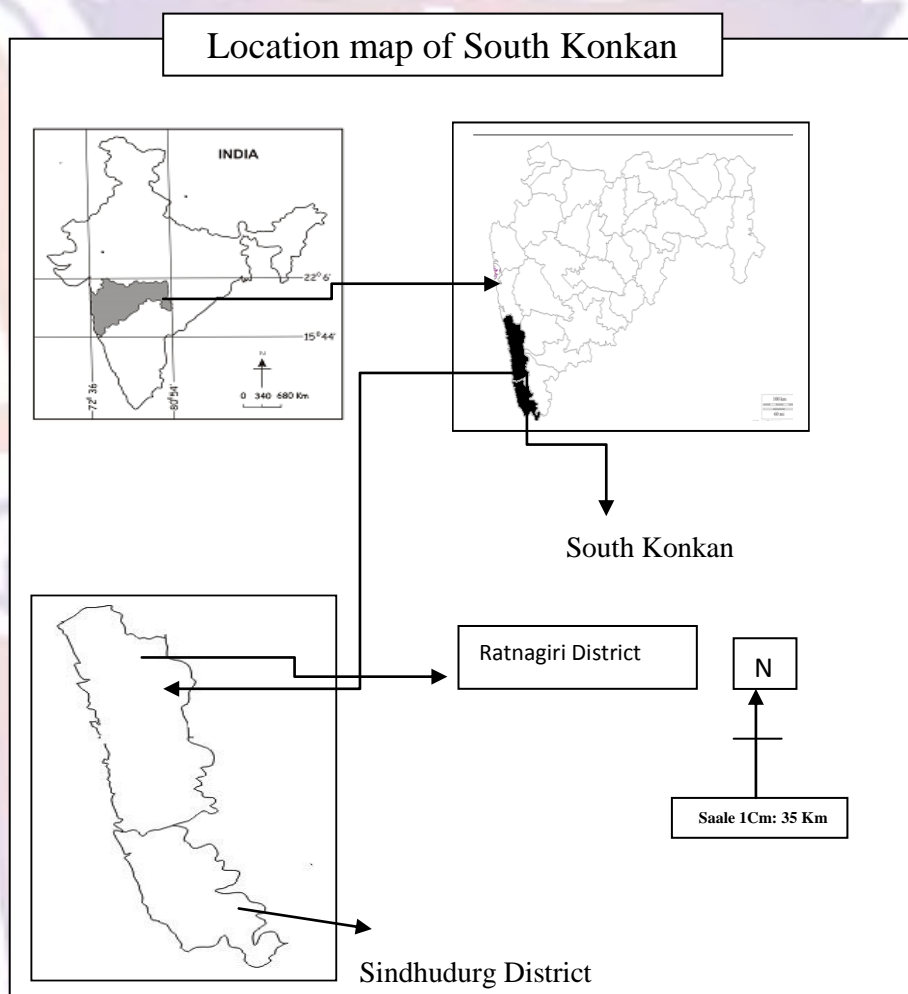 Location map of South Konkan
INDIA
22° 6'
15° 44'
72° 36'
80° 54'
N
0 340 680 Km
South Konkan
Ratnagiri District
N
Saale 1Cm: 35 Km
Sindhudurg District